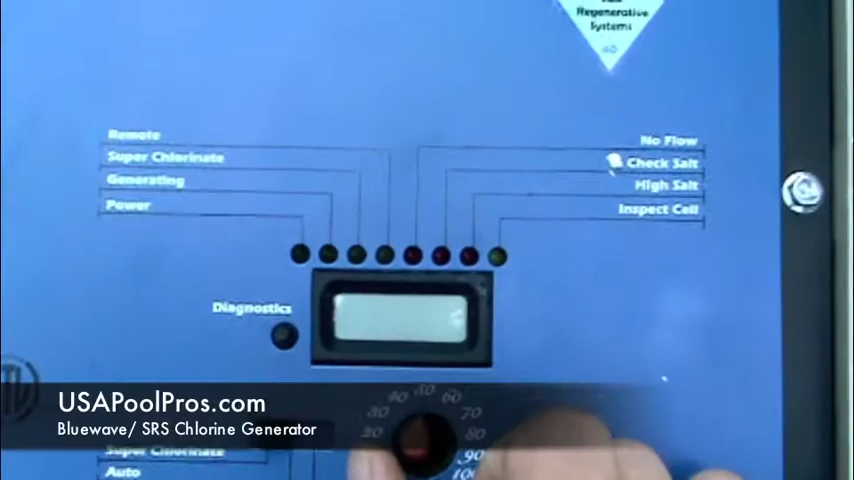 Regenerative
Systems
Remote
Super Chlorinate
Generating
Power
No Flow
Check Salt
High Salt
Inspect Cell
Diagnostics
USAPoolPros.com
Bluewave/ SRS Chlorine Generator
20
30
40
50
60
70
80
90
100
Super Chlorinate
Auto